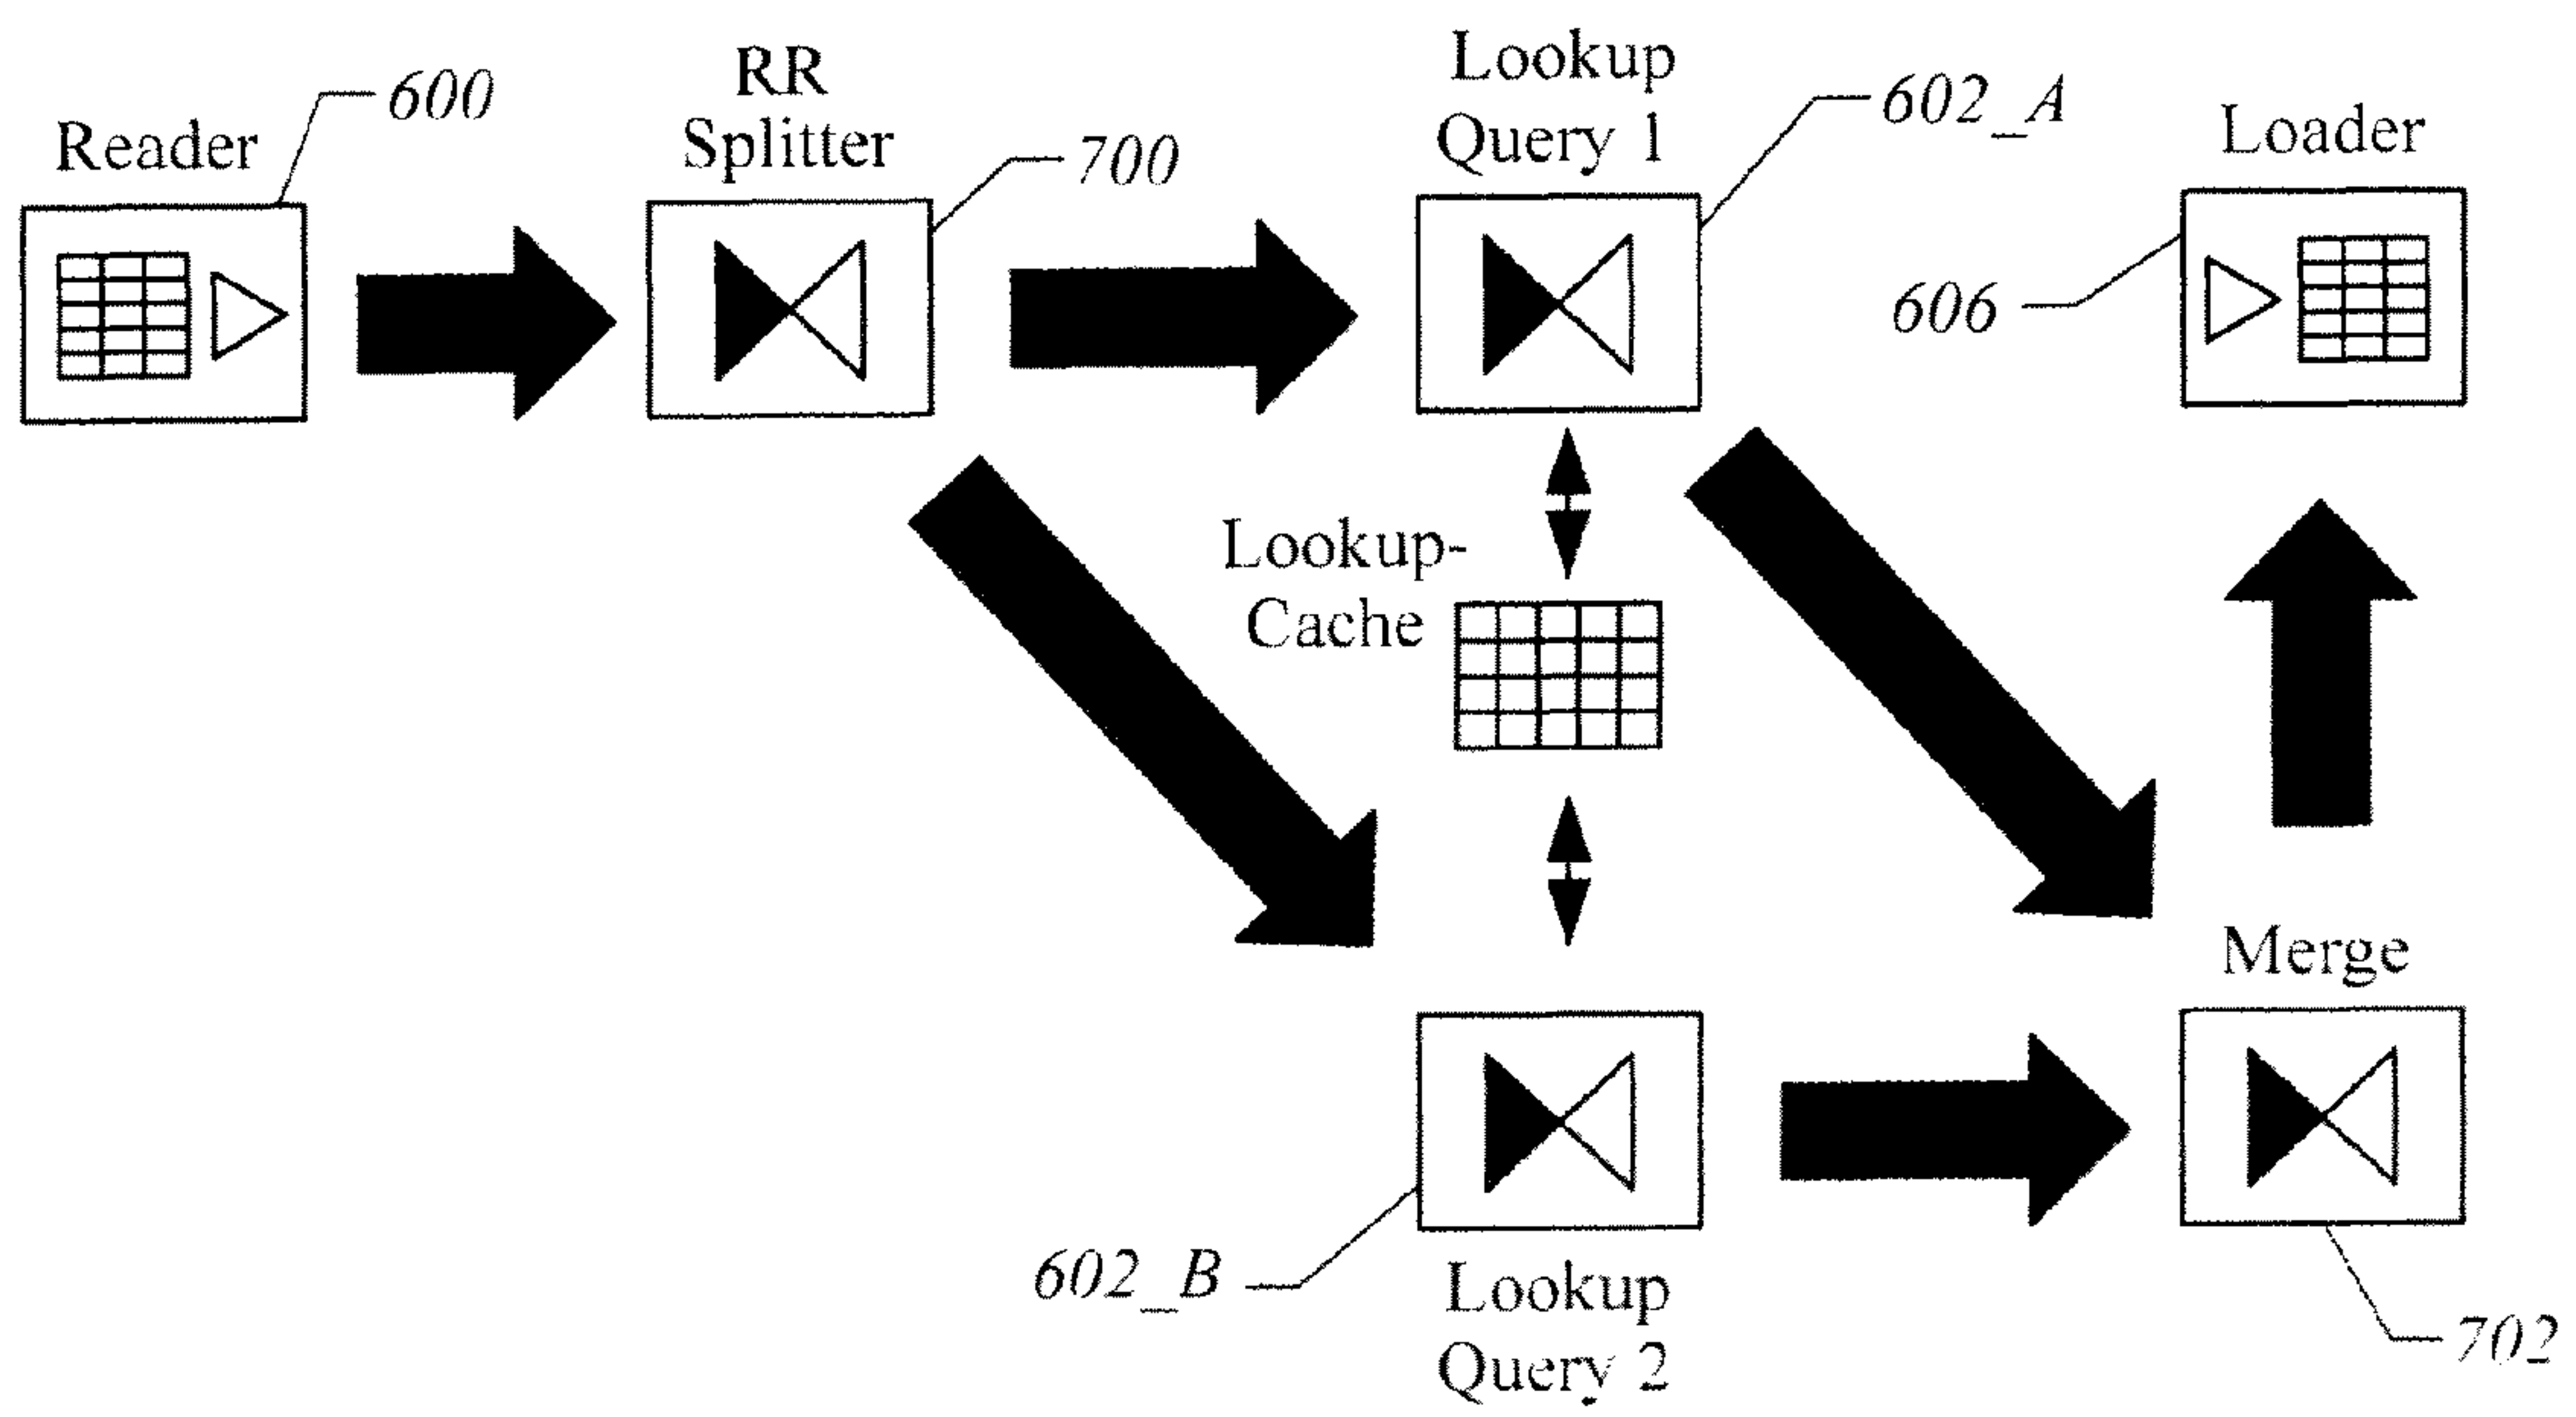 Reader
600
RR
Splitter
700
Lookup
Query 1
602_A
Loader
606
Lookup-
Cache
Merge
602_B
Lookup
Query 2
702